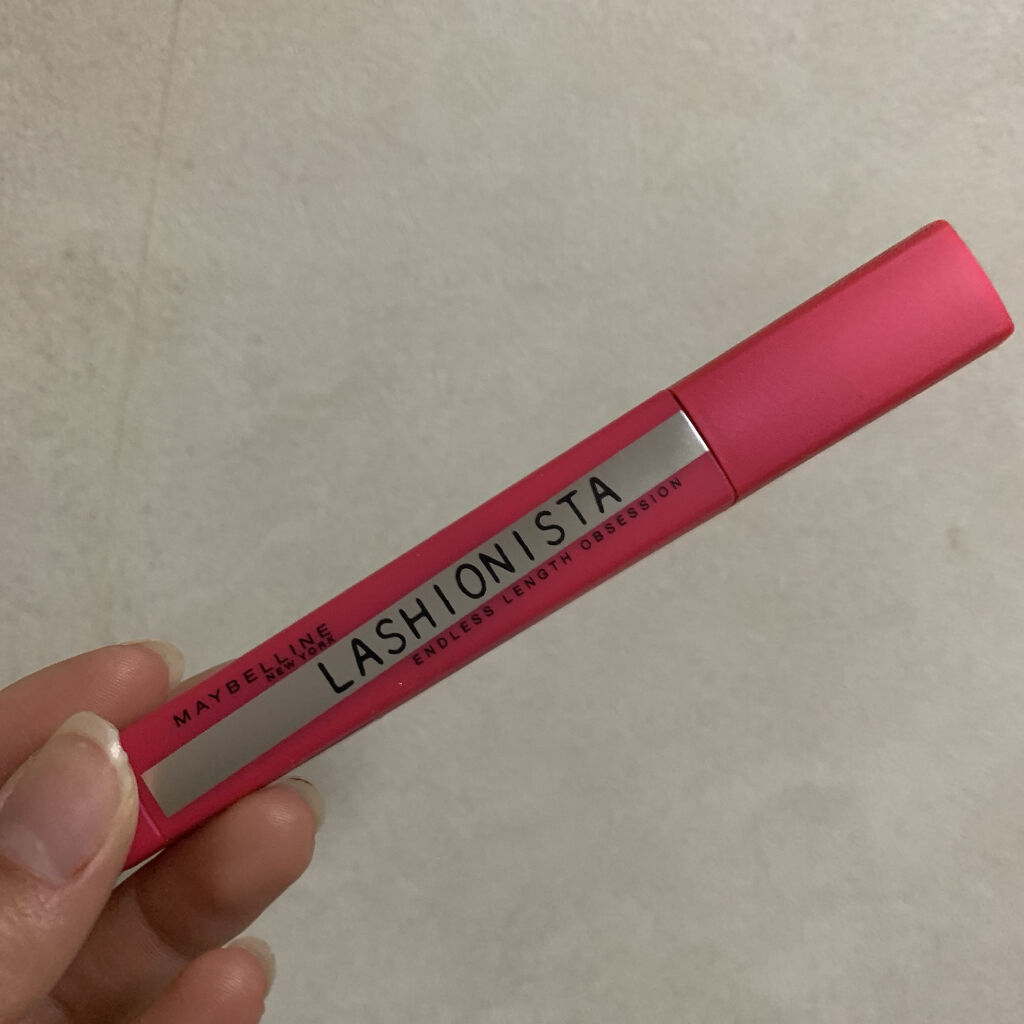 MAYBELLINE
NEW YORK
LASHIONISTA
ENDLESS LENGTH OBSESSION